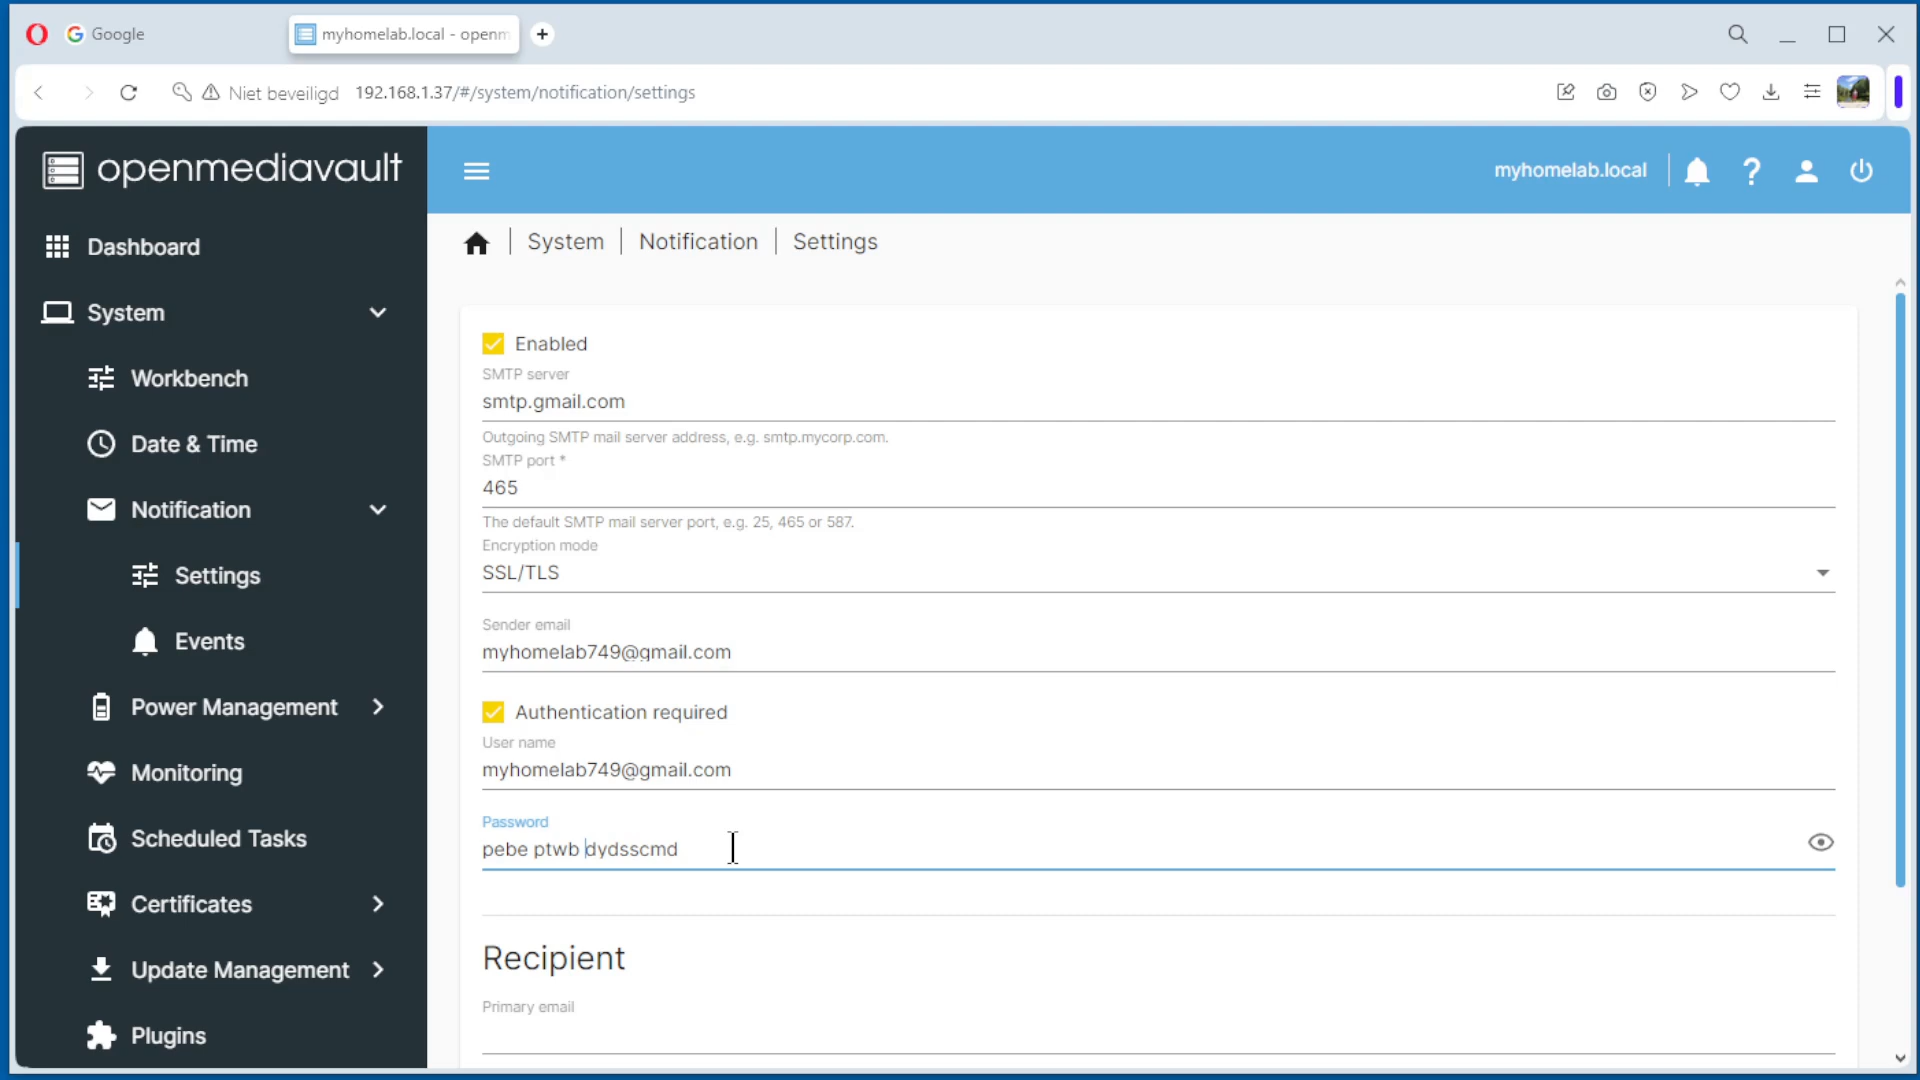 Google
myhomelab.local - openm
Niet beveiligd 192.168.1.37/#/system/notification/settings
openmediavault
myhomelab.local
Dashboard
System
Workbench
Date & Time
Notification
Settings
Events
Power Management
Monitoring
Scheduled Tasks
Certificates
Update Management
Plugins
System | Notification | Settings
Enabled
SMTP server
smtp.gmail.com
Outgoing SMTP mail server address, e.g. smtp.mycorp.com.
SMTP port *
465
The default SMTP mail server port, e.g. 25, 465 or 587.
Encryption mode
SSL/TLS
Sender email
myhomelab749@gmail.com
Authentication required
User name
myhomelab749@gmail.com
Password
pebe ptwb dydsscmd
Recipient
Primary email